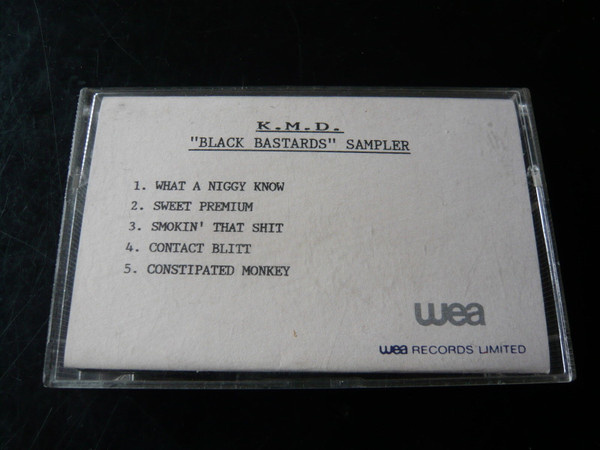 K.M.D.
"BLACK BASTARDS" SAMPLER
1. WHAT A NIGGY KNOW
2. SWEET PREMIUM
3. SMOKIN' THAT SHIT
4. CONTACT BLITT
5. CONSTIPATED MONKEY
wea
wea RECORDS LIMITED